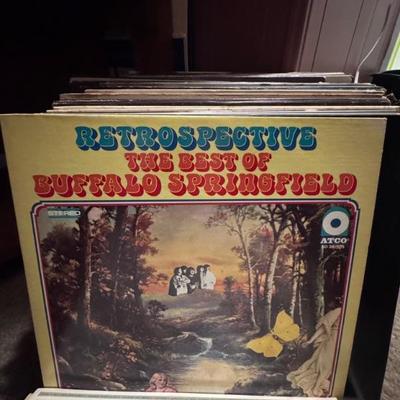 RETROSPECTIVE
THE BEST OF
BUFFALO SPRINGFIELD
STEREO
ATCO